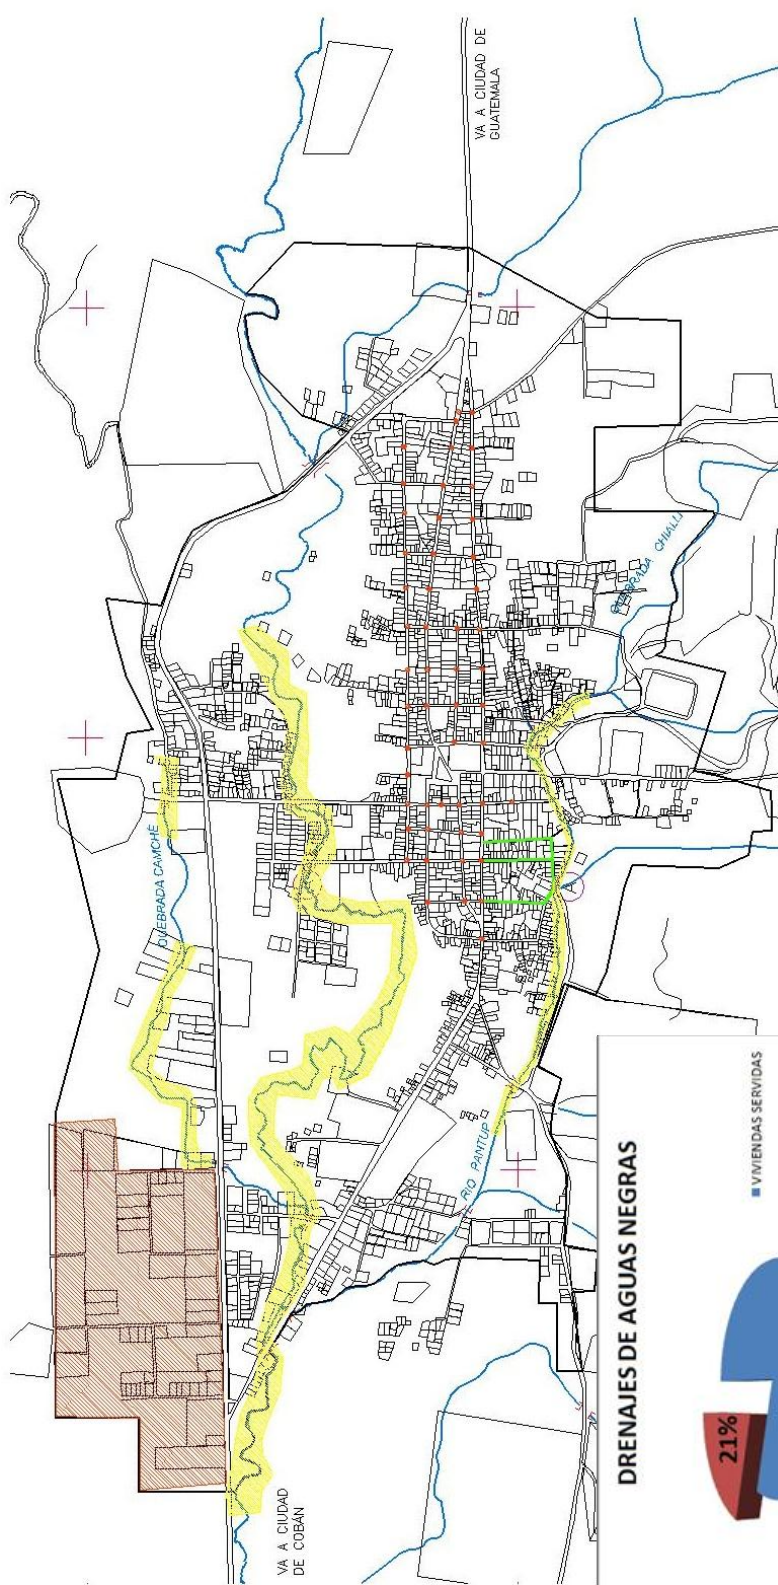 VA A CIUDAD DE
GUATEMALA
QUEBRADA CHIALLI
QUEBRADA CAMCHÉ
RIO PANTUP
VA A CIUDAD
DE COBÁN
DRENAJES DE AGUAS NEGRAS
VIVIENDAS SERVIDAS
21%